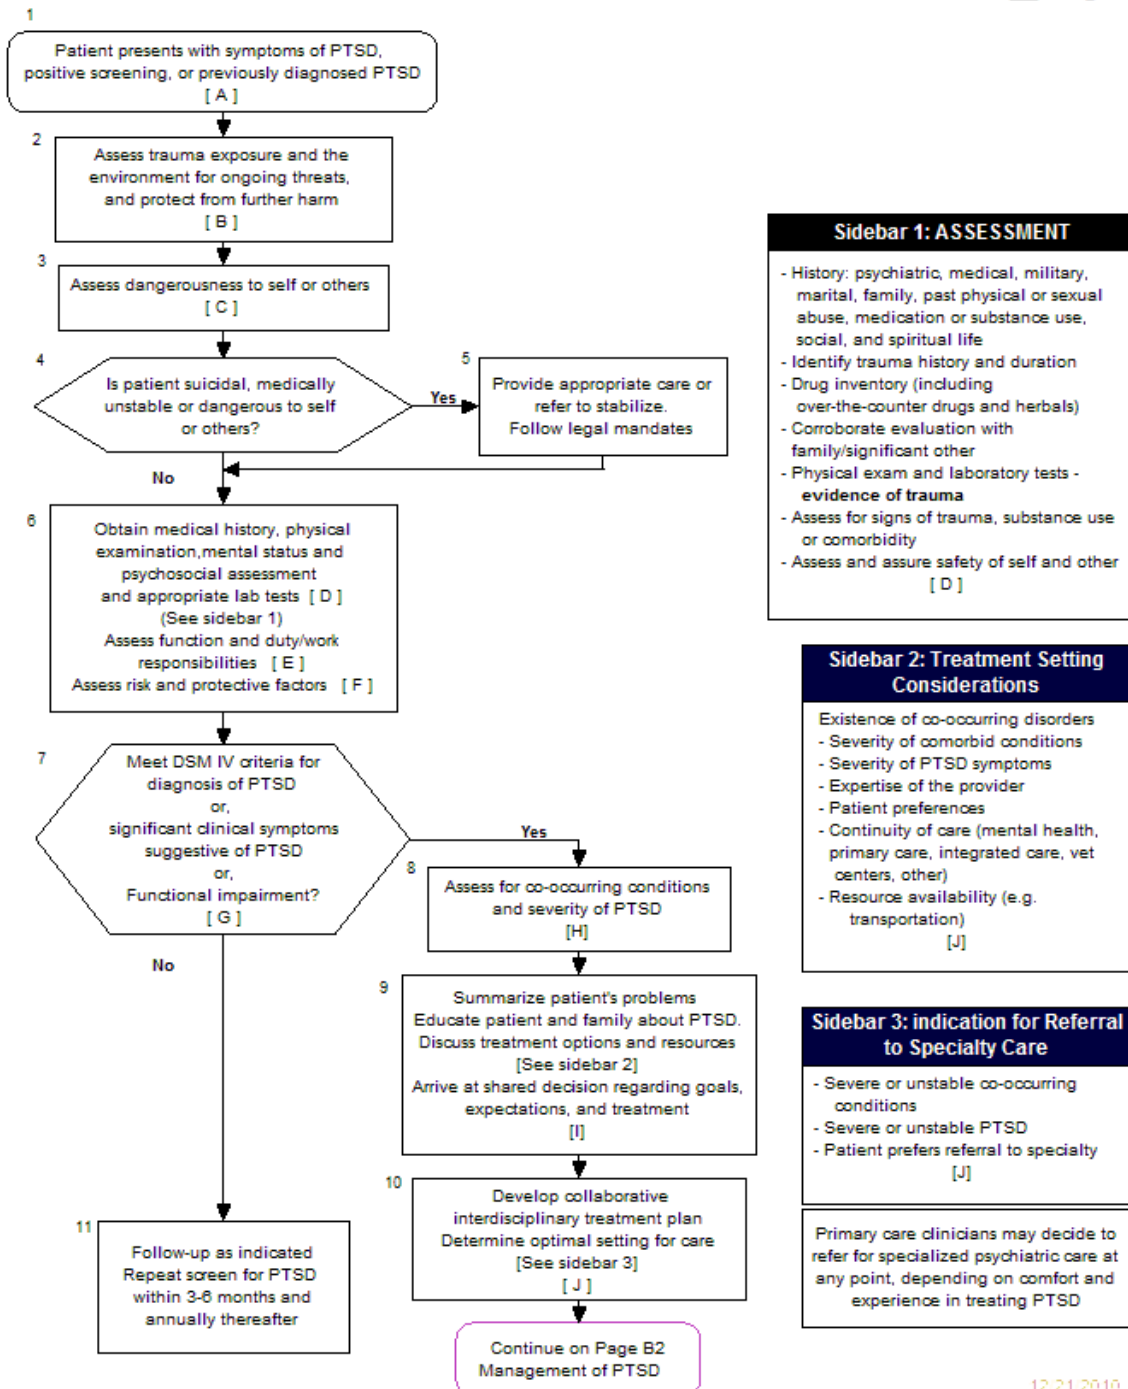 1
Patient presents with symptoms of PTSD,
positive screening, or previously diagnosed PTSD
[ A ]
2
Assess trauma exposure and the
environment for ongoing threats,
and protect from further harm
[ B ]
3
Assess dangerousness to self or others
[ C ]
4
Is patient suicidal, medically
unstable or dangerous to self
or others?
Yes
No
5
Provide appropriate care or
refer to stabilize.
Follow legal mandates
6
Obtain medical history, physical
examination,mental status and
psychosocial assessment
and appropriate lab tests [ D ]
(See sidebar 1)
Assess function and duty/work
responsibilities [ E ]
Assess risk and protective factors [ F ]
7
Meet DSM IV criteria for
diagnosis of PTSD
or,
significant clinical symptoms
suggestive of PTSD
or,
Functional impairment?
[ G ]
Yes
No
8
Assess for co-occurring conditions
and severity of PTSD
[H]
9
Summarize patient's problems
Educate patient and family about PTSD.
Discuss treatment options and resources
[See sidebar 2]
Arrive at shared decision regarding goals,
expectations, and treatment
[I]
10
Develop collaborative
interdisciplinary treatment plan
Determine optimal setting for care
[See sidebar 3]
[ J ]
11
Follow-up as indicated
Repeat screen for PTSD
within 3-6 months and
annually thereafter
Continue on Page B2
Management of PTSD
Sidebar 1: ASSESSMENT
- History: psychiatric, medical, military,
marital, family, past physical or sexual
abuse, medication or substance use,
social, and spiritual life
- Identify trauma history and duration
- Drug inventory (including
over-the-counter drugs and herbals)
- Corroborate evaluation with
family/significant other
- Physical exam and laboratory tests -
evidence of trauma
- Assess for signs of trauma, substance use
or comorbidity
- Assess and assure safety of self and other
[ D ]
Sidebar 2: Treatment Setting
Considerations
Existence of co-occurring disorders
- Severity of comorbid conditions
- Severity of PTSD symptoms
- Expertise of the provider
- Patient preferences
- Continuity of care (mental health,
primary care, integrated care, vet
centers, other)
- Resource availability (e.g.
transportation)
[J]
Sidebar 3: indication for Referral
to Specialty Care
- Severe or unstable co-occurring
conditions
- Severe or unstable PTSD
- Patient prefers referral to specialty
[J]
Primary care clinicians may decide to
refer for specialized psychiatric care at
any point, depending on comfort and
experience in treating PTSD
12 21 2010